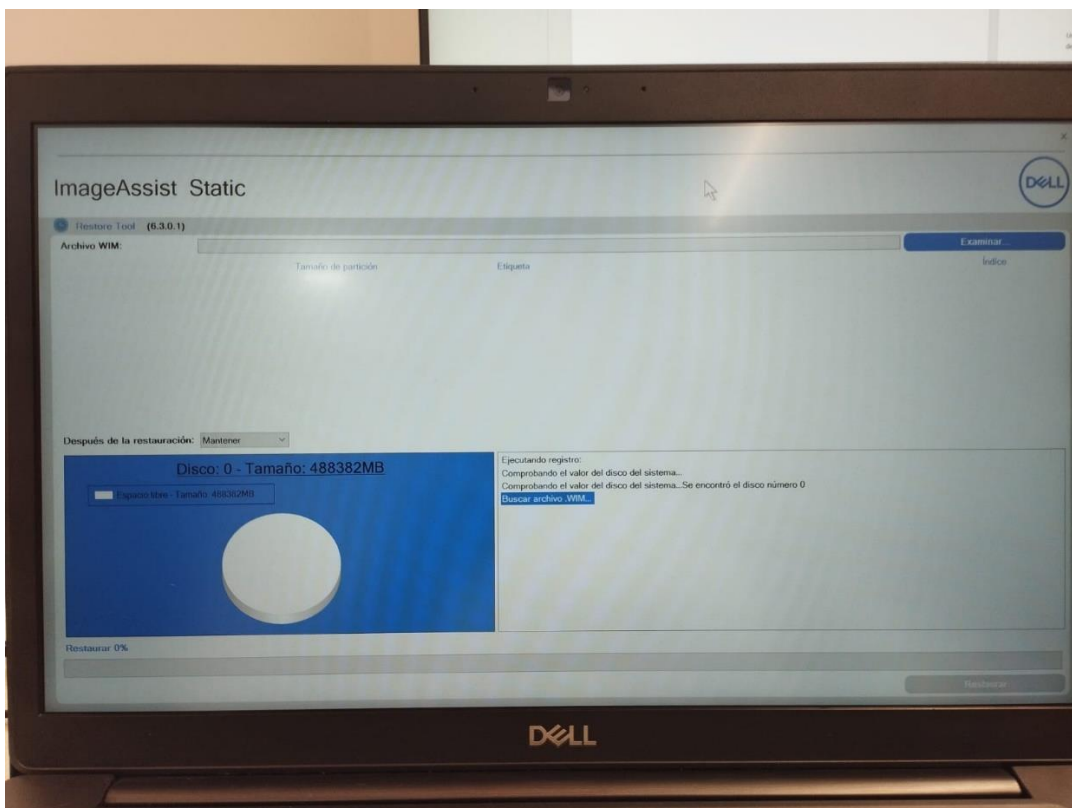 ImageAssist Static
DELL
Restore Tool (6.3.0.1)
Archivo WIM:
Examinar...
Tamaño de partición Etiqueta Índice
Después de la restauración: Mantener
Disco: 0 - Tamaño: 488382MB
Espacio libre - Tamaño: 488382MB
Ejecutando registro:
Comprobando el valor del disco del sistema...
Comprobando el valor del disco del sistema...Se encontró el disco número 0
Buscar archivo .WIM...
Restaurar 0%
Restaurar
DELL